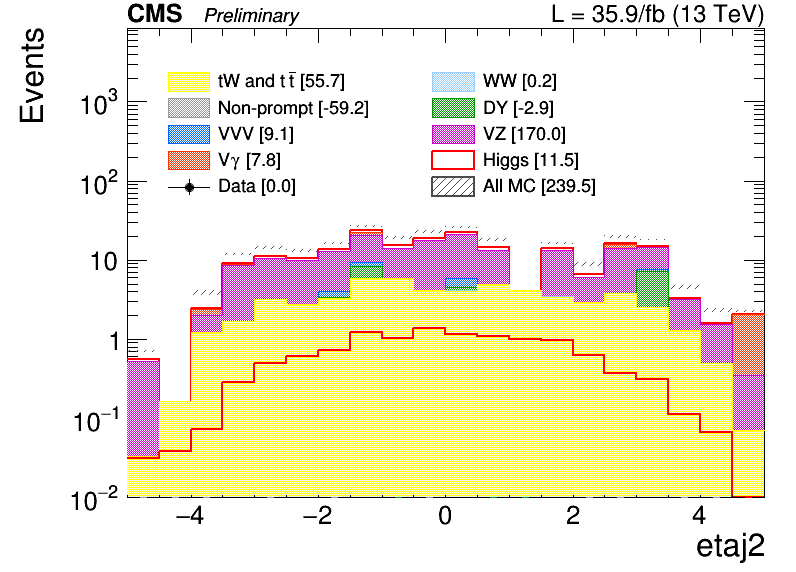 CMS Preliminary L = 35.9/fb (13 TeV)
Events
tW and tt̅ [55.7] WW [0.2]
Non-prompt [-59.2] DY [-2.9]
VVV [9.1] VZ [170.0]
Vγ [7.8] Higgs [11.5]
Data [0.0] All MC [239.5]
10³
10²
10
1
10⁻¹
10⁻²
−4 −2 0 2 4
etaj2